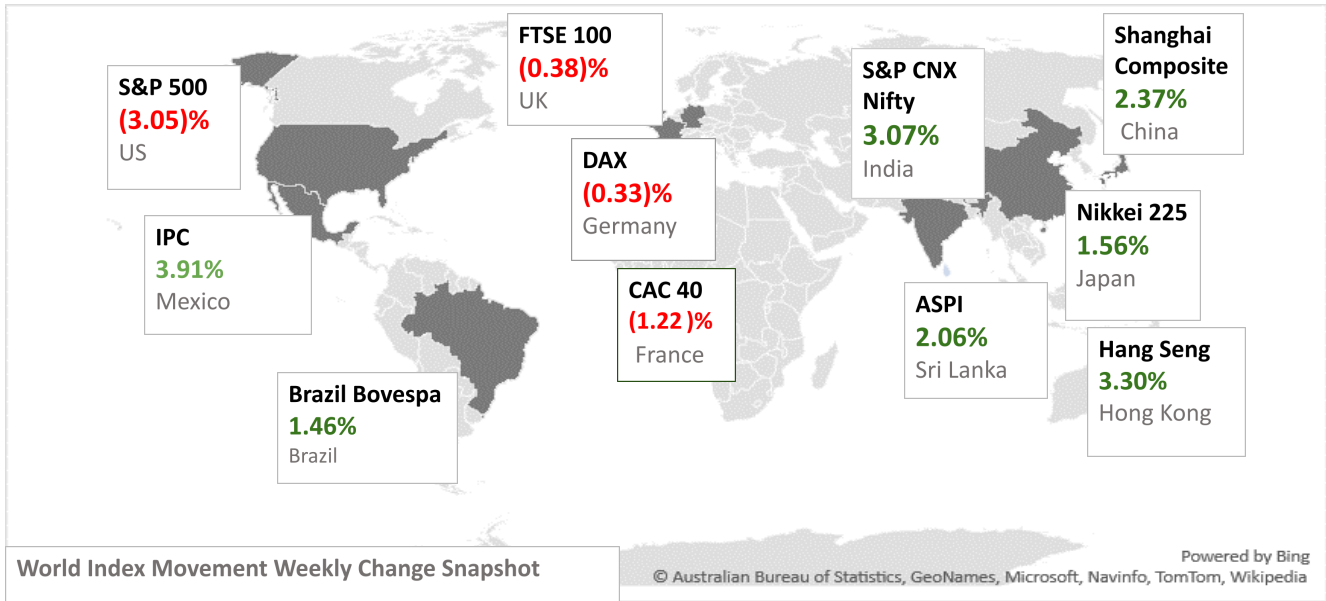 S&P 500
(3.05)%
US
FTSE 100
(0.38)%
UK
DAX
(0.33)%
Germany
CAC 40
(1.22 )%
France
S&P CNX
Nifty
3.07%
India
Shanghai
Composite
2.37%
China
Nikkei 225
1.56%
Japan
IPC
3.91%
Mexico
Brazil Bovespa
1.46%
Brazil
ASPI
2.06%
Sri Lanka
Hang Seng
3.30%
Hong Kong
World Index Movement Weekly Change Snapshot
Powered by Bing
© Australian Bureau of Statistics, GeoNames, Microsoft, Navinfo, TomTom, Wikipedia